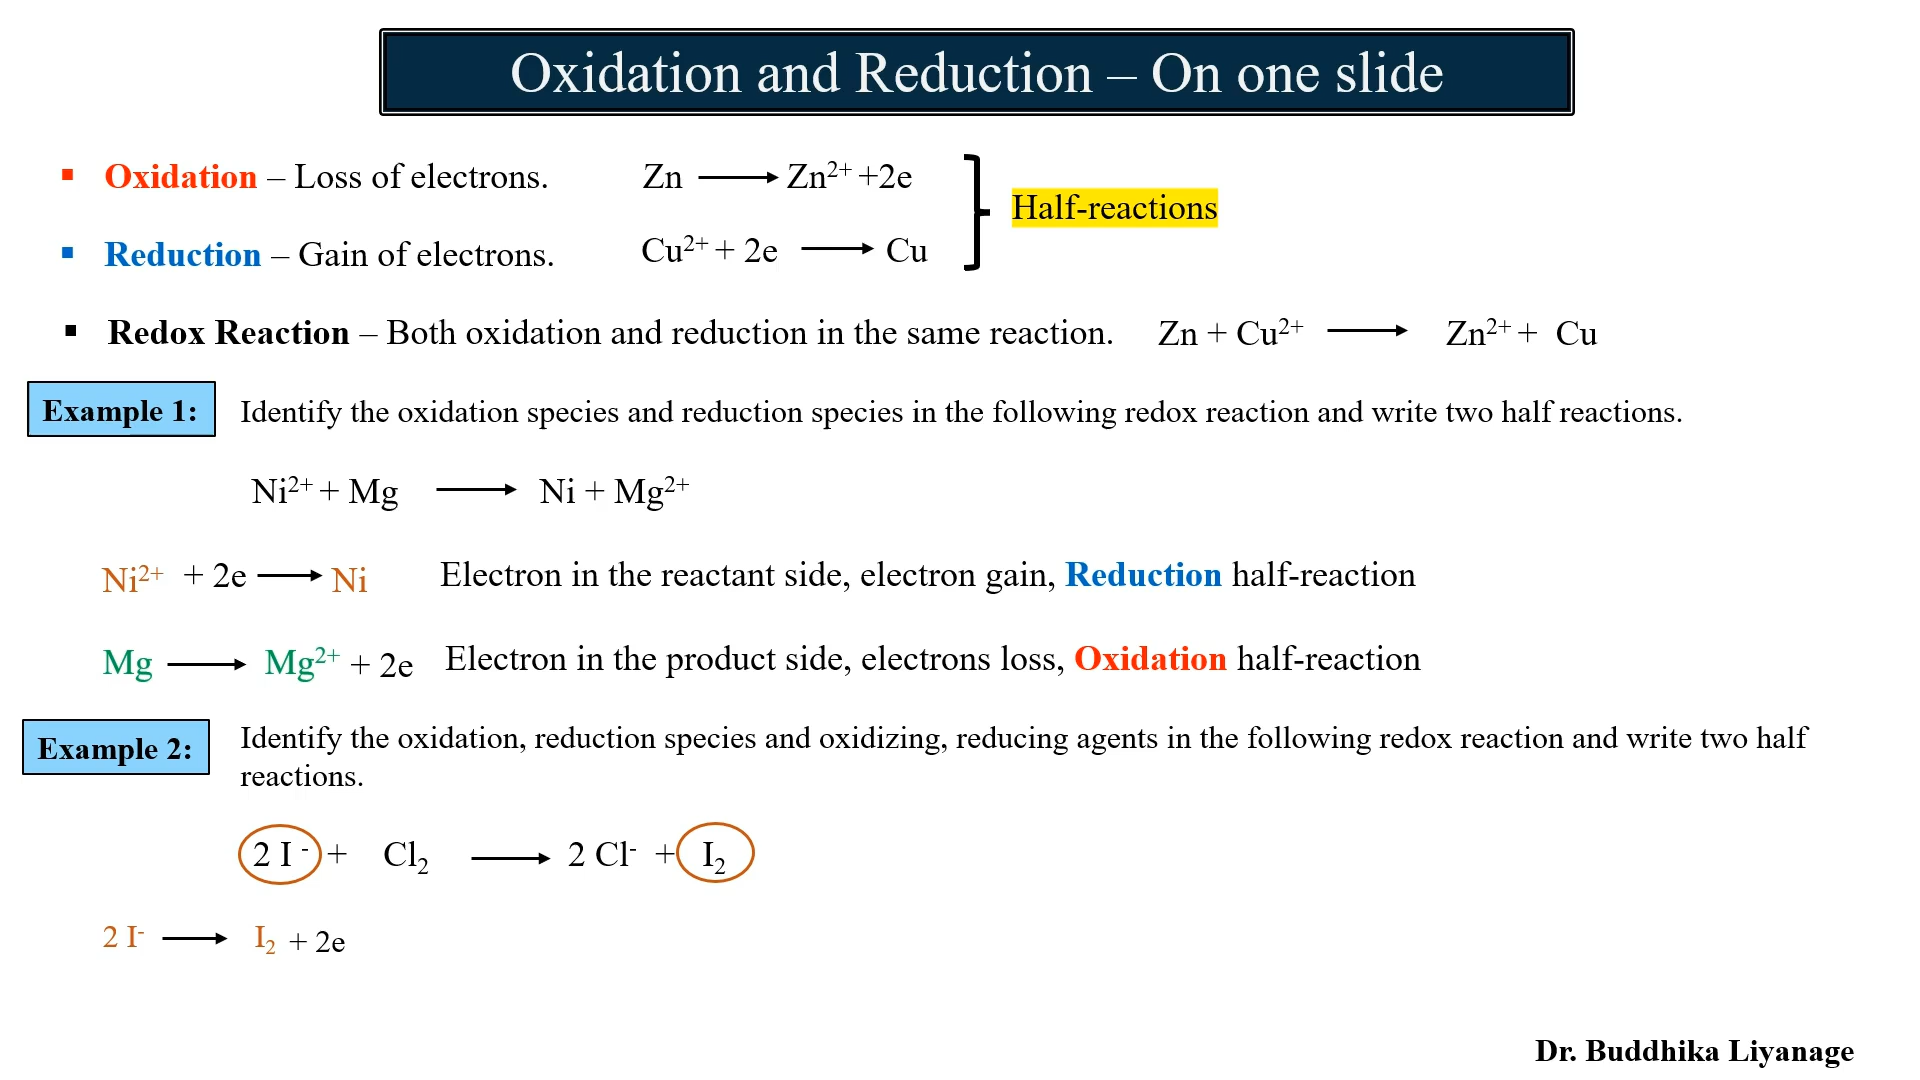 Oxidation and Reduction – On one slide
▪ Oxidation – Loss of electrons. Zn ⟶ Zn²⁺ +2e
Half-reactions
▪ Reduction – Gain of electrons. Cu²⁺ + 2e ⟶ Cu
▪ Redox Reaction – Both oxidation and reduction in the same reaction. Zn + Cu²⁺ ⟶ Zn²⁺ + Cu
Example 1: Identify the oxidation species and reduction species in the following redox reaction and write two half reactions.
Ni²⁺ + Mg ⟶ Ni + Mg²⁺
Ni²⁺ + 2e ⟶ Ni Electron in the reactant side, electron gain, Reduction half-reaction
Mg ⟶ Mg²⁺ + 2e Electron in the product side, electrons loss, Oxidation half-reaction
Example 2: Identify the oxidation, reduction species and oxidizing, reducing agents in the following redox reaction and write two half
reactions.
2 I ⁻ + Cl₂ ⟶ 2 Cl⁻ + I₂
2 I⁻ ⟶ I₂ + 2e
Dr. Buddhika Liyanage